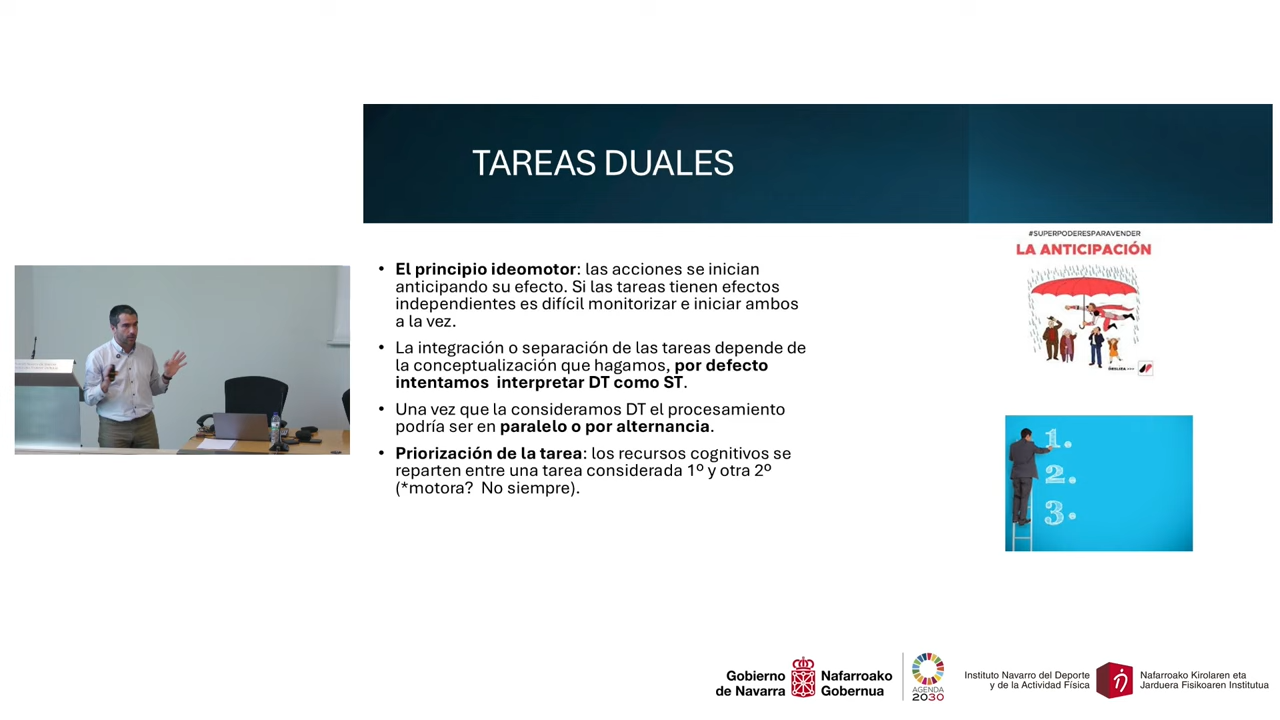 TAREAS DUALES
• El principio ideomotor: las acciones se inician
anticipando su efecto. Si las tareas tienen efectos
independientes es difícil monitorizar e iniciar ambos
a la vez.
• La integración o separación de las tareas depende de
la conceptualización que hagamos, por defecto
intentamos interpretar DT como ST.
• Una vez que la consideramos DT el procesamiento
podría ser en paralelo o por alternancia.
• Priorización de la tarea: los recursos cognitivos se
reparten entre una tarea considerada 1º y otra 2º
(*motora? No siempre).
#SUPERPODERESPARAVENDER
LA ANTICIPACIÓN
1.
2.
3.
Gobierno
de Navarra
Nafarroako
Gobernua
AGENDA
2030
Instituto Navarro del Deporte
y de la Actividad Física
Nafarroako Kirolaren eta
Jarduera Fisikoaren Institutua